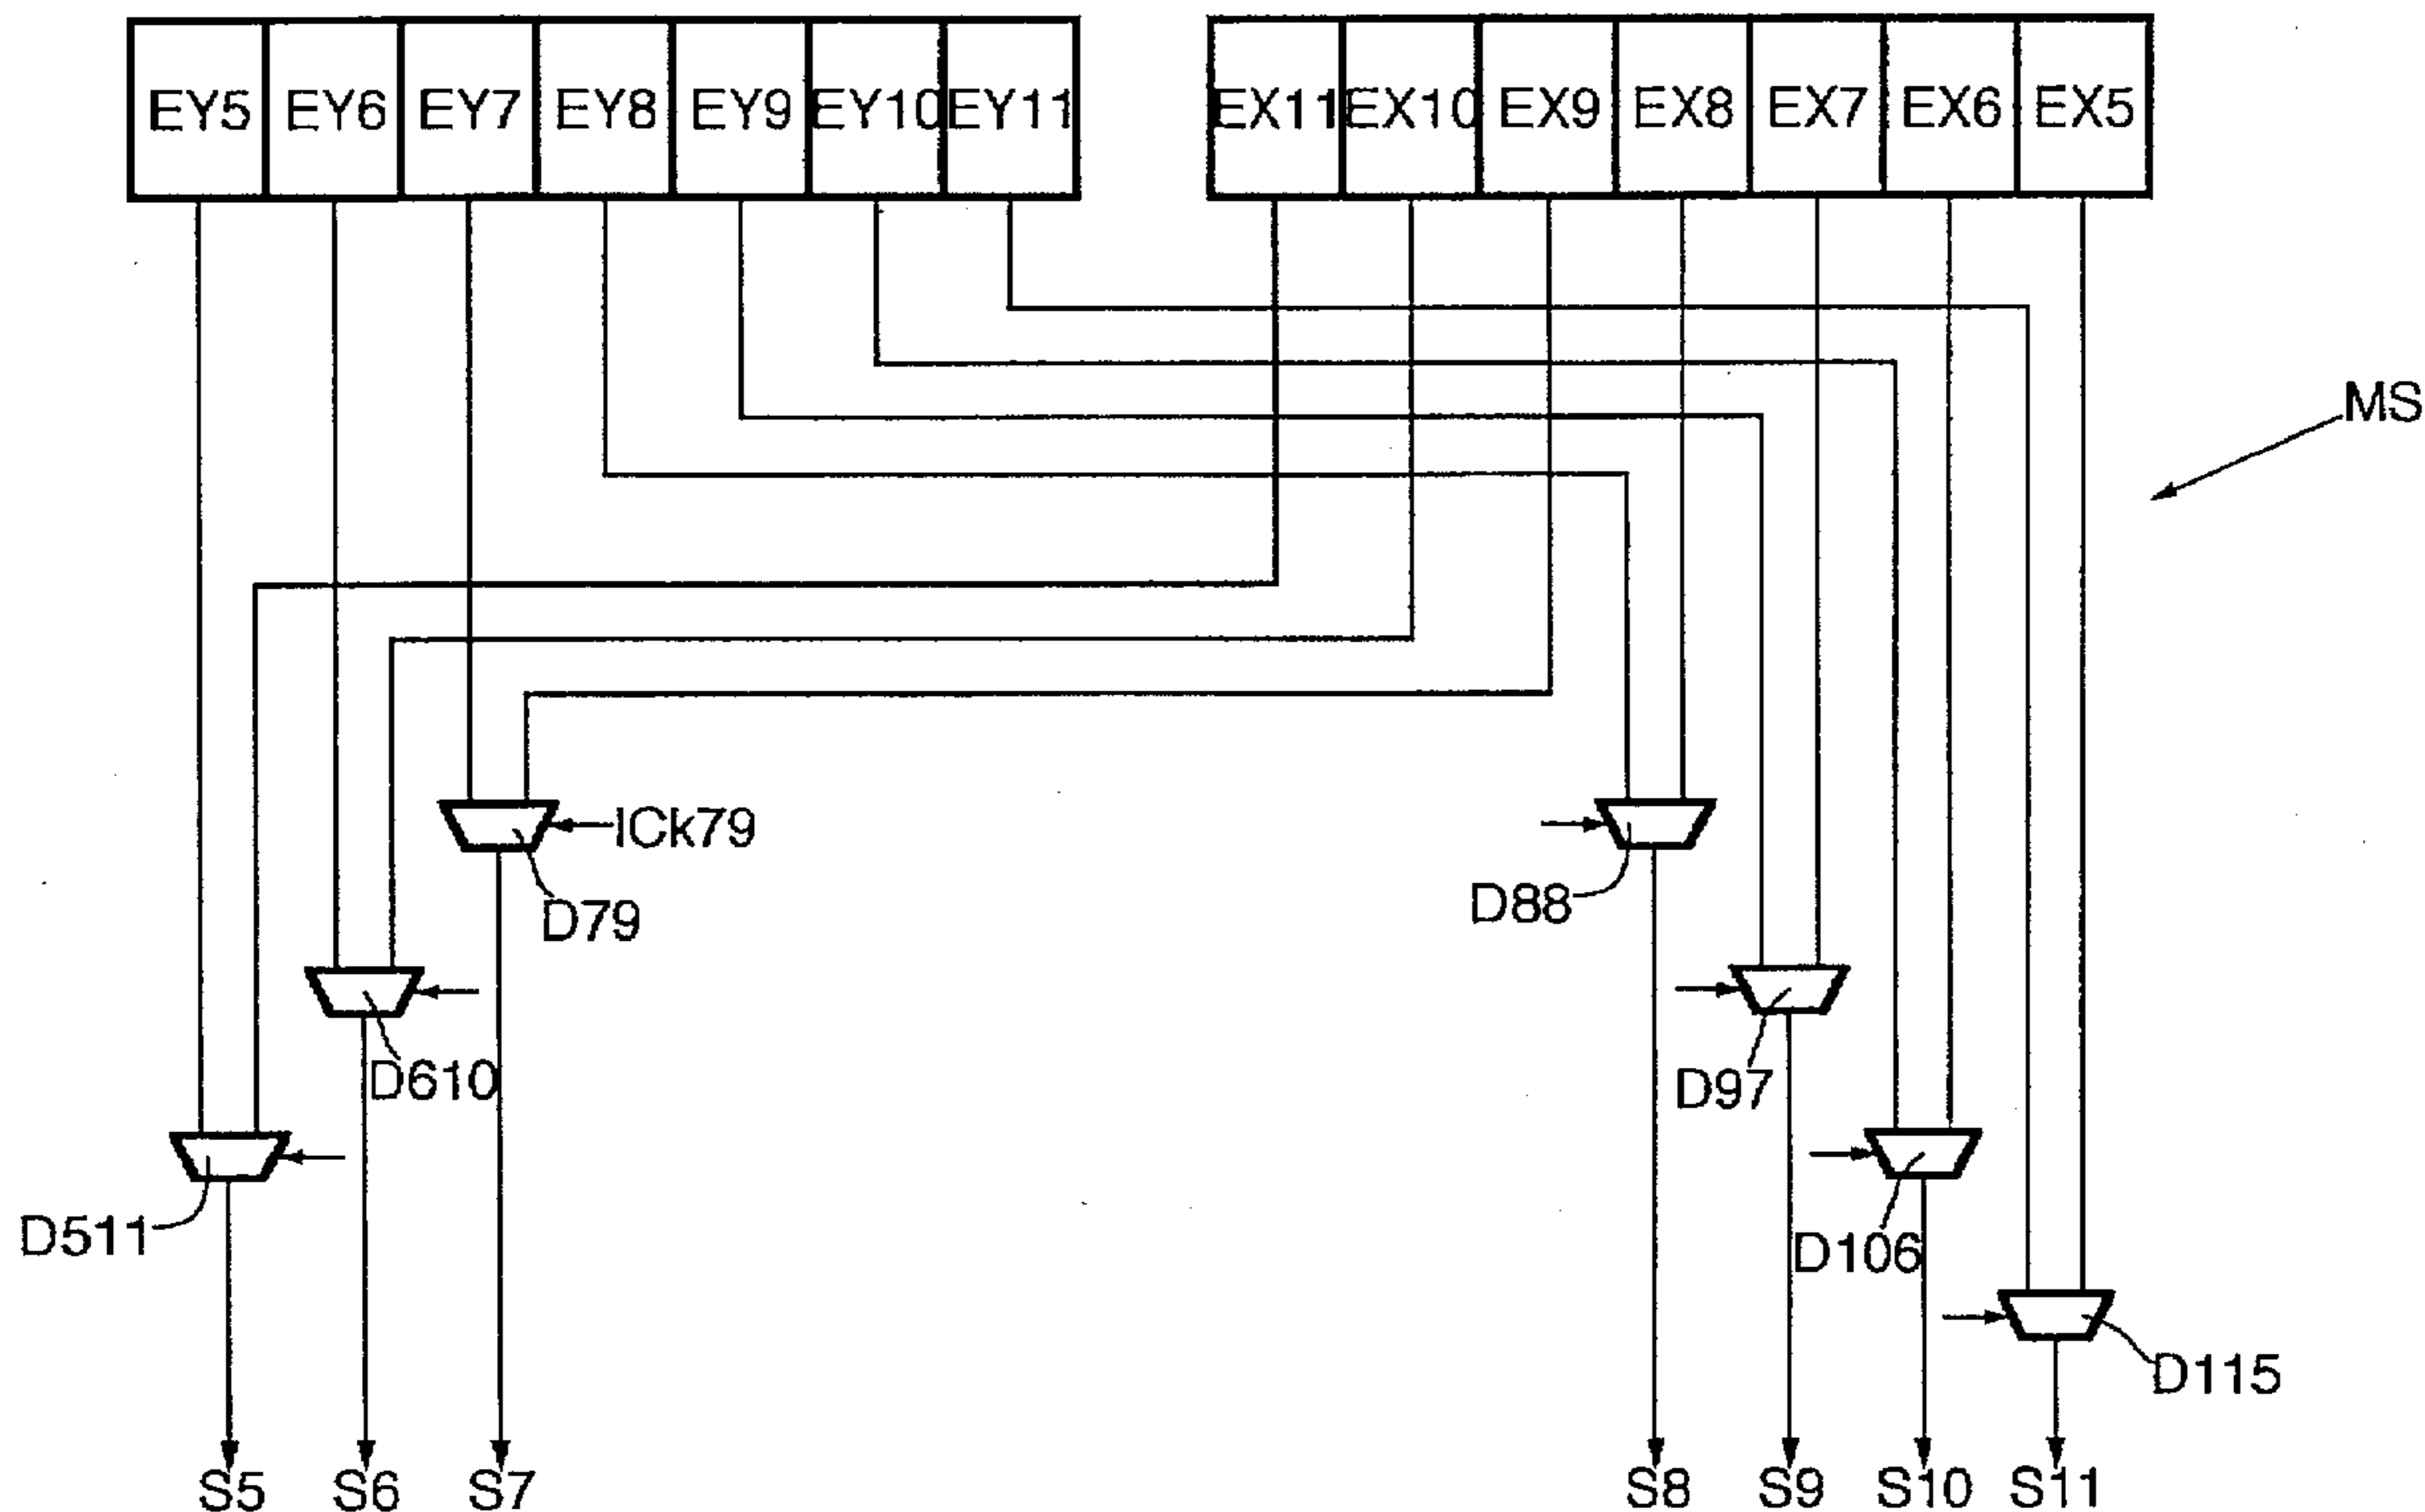 EY5 EY6 EY7 EY8 EY9 EY10 EY11 EX11 EX10 EX9 EX8 EX7 EX6 EX5
MS
ICk79
D79
D88
D610
D97
D511
D106
D115
S5 S6 S7 S8 S9 S10 S11